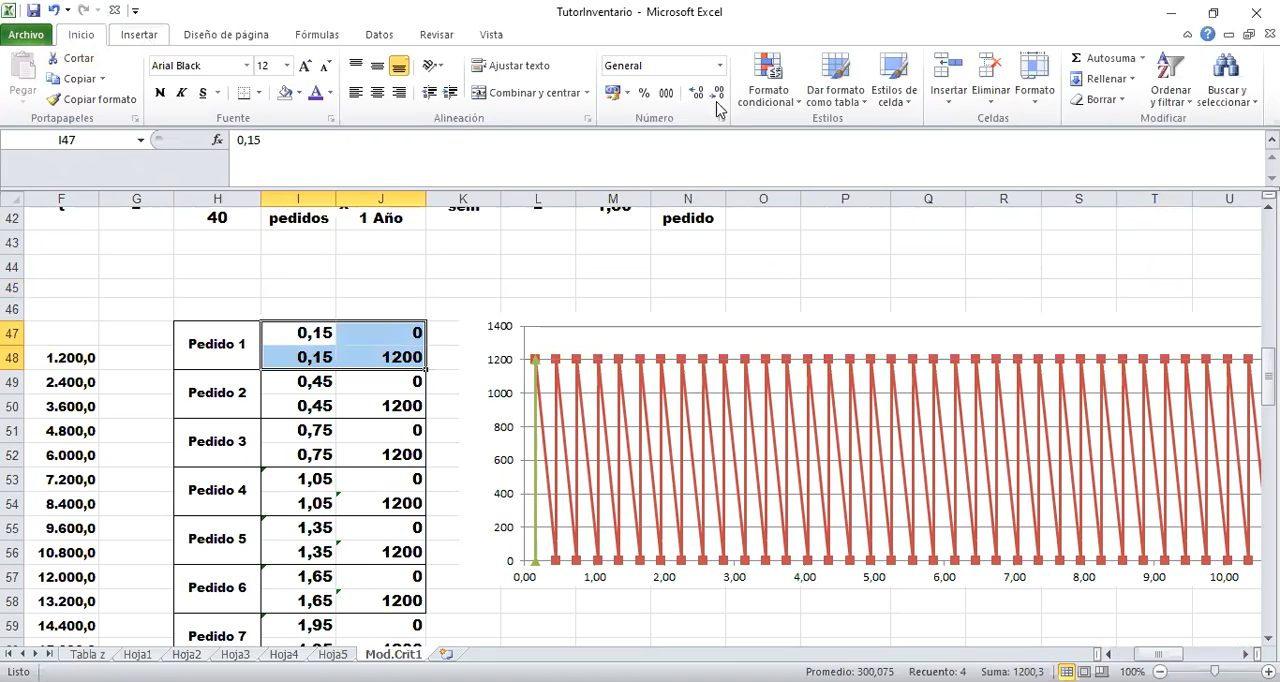 TutorInventario - Microsoft Excel
Archivo Inicio Insertar Diseño de página Fórmulas Datos Revisar Vista
Pegar
Cortar
Copiar
Copiar formato
Portapapeles
Arial Black 12
N K S
Fuente
Ajustar texto
Combinar y centrar
Alineación
General
% 000
Número
Formato condicional
Dar formato como tabla
Estilos de celda
Estilos
Insertar Eliminar Formato
Celdas
Autosuma
Rellenar
Borrar
Ordenar y filtrar
Buscar y seleccionar
Modificar
I47 fx 0,15
F G H I J K L M N O P Q R S T U
42 40 pedidos 1 Año sem pedido
43
44
45
46
47 Pedido 1 0,15 0
48 1.200,0 0,15 1200
49 2.400,0 Pedido 2 0,45 0
50 3.600,0 0,45 1200
51 4.800,0 Pedido 3 0,75 0
52 6.000,0 0,75 1200
53 7.200,0 Pedido 4 1,05 0
54 8.400,0 1,05 1200
55 9.600,0 Pedido 5 1,35 0
56 10.800,0 1,35 1200
57 12.000,0 Pedido 6 1,65 0
58 13.200,0 1,65 1200
59 14.400,0 Pedido 7 1,95 0
1400
1200
1000
800
600
400
200
0
0,00 1,00 2,00 3,00 4,00 5,00 6,00 7,00 8,00 9,00 10,00
Tabla z Hoja1 Hoja2 Hoja3 Hoja4 Hoja5 Mod.Crit1
Listo Promedio: 300,075 Recuento: 4 Suma: 1200,3 100%